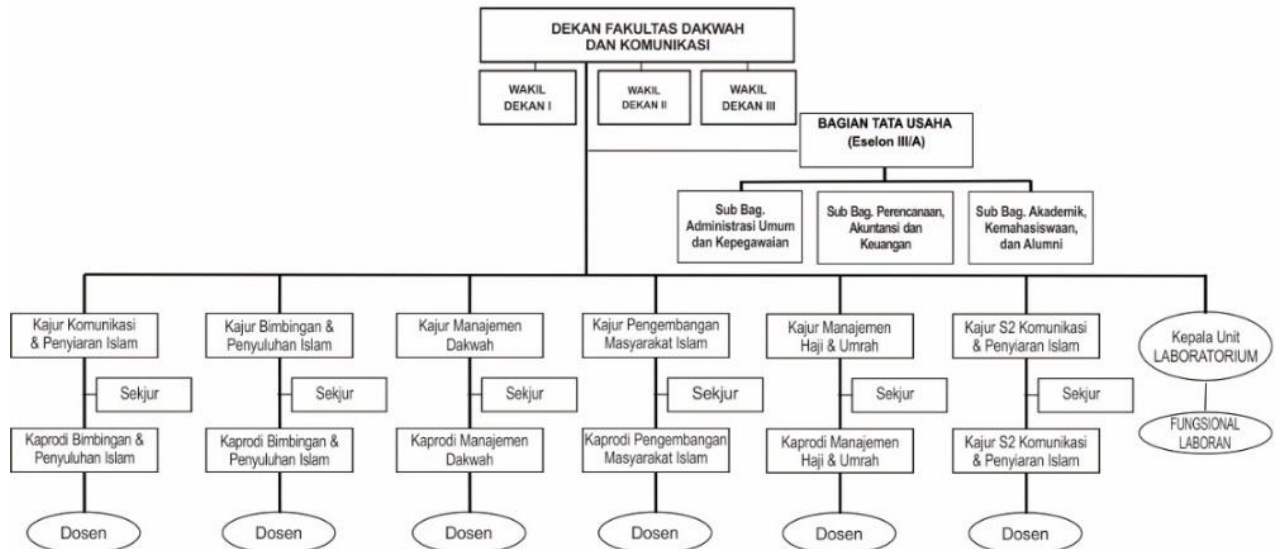 DEKAN FAKULTAS DAKWAH
DAN KOMUNIKASI
WAKIL
DEKAN I
WAKIL
DEKAN II
WAKIL
DEKAN III
BAGIAN TATA USAHA
(Eselon III/A)
Sub Bag.
Administrasi Umum
dan Kepegawaian
Sub Bag. Perencanaan,
Akuntansi dan
Keuangan
Sub Bag. Akademik,
Kemahasiswaan,
dan Alumni
Kajur Komunikasi
& Penyiaran Islam
Kajur Bimbingan &
Penyuluhan Islam
Kajur Manajemen
Dakwah
Kajur Pengembangan
Masyarakat Islam
Kajur Manajemen
Haji & Umrah
Kajur S2 Komunikasi
& Penyiaran Islam
Kepala Unit
LABORATORIUM
Sekjur
Sekjur
Sekjur
Sekjur
Sekjur
Sekjur
Kaprodi Bimbingan &
Penyuluhan Islam
Kaprodi Bimbingan &
Penyuluhan Islam
Kaprodi Manajemen
Dakwah
Kaprodi Pengembangan
Masyarakat Islam
Kaprodi Manajemen
Haji & Umrah
Kajur S2 Komunikasi
& Penyiaran Islam
FUNGSIONAL
LABORAN
Dosen
Dosen
Dosen
Dosen
Dosen
Dosen